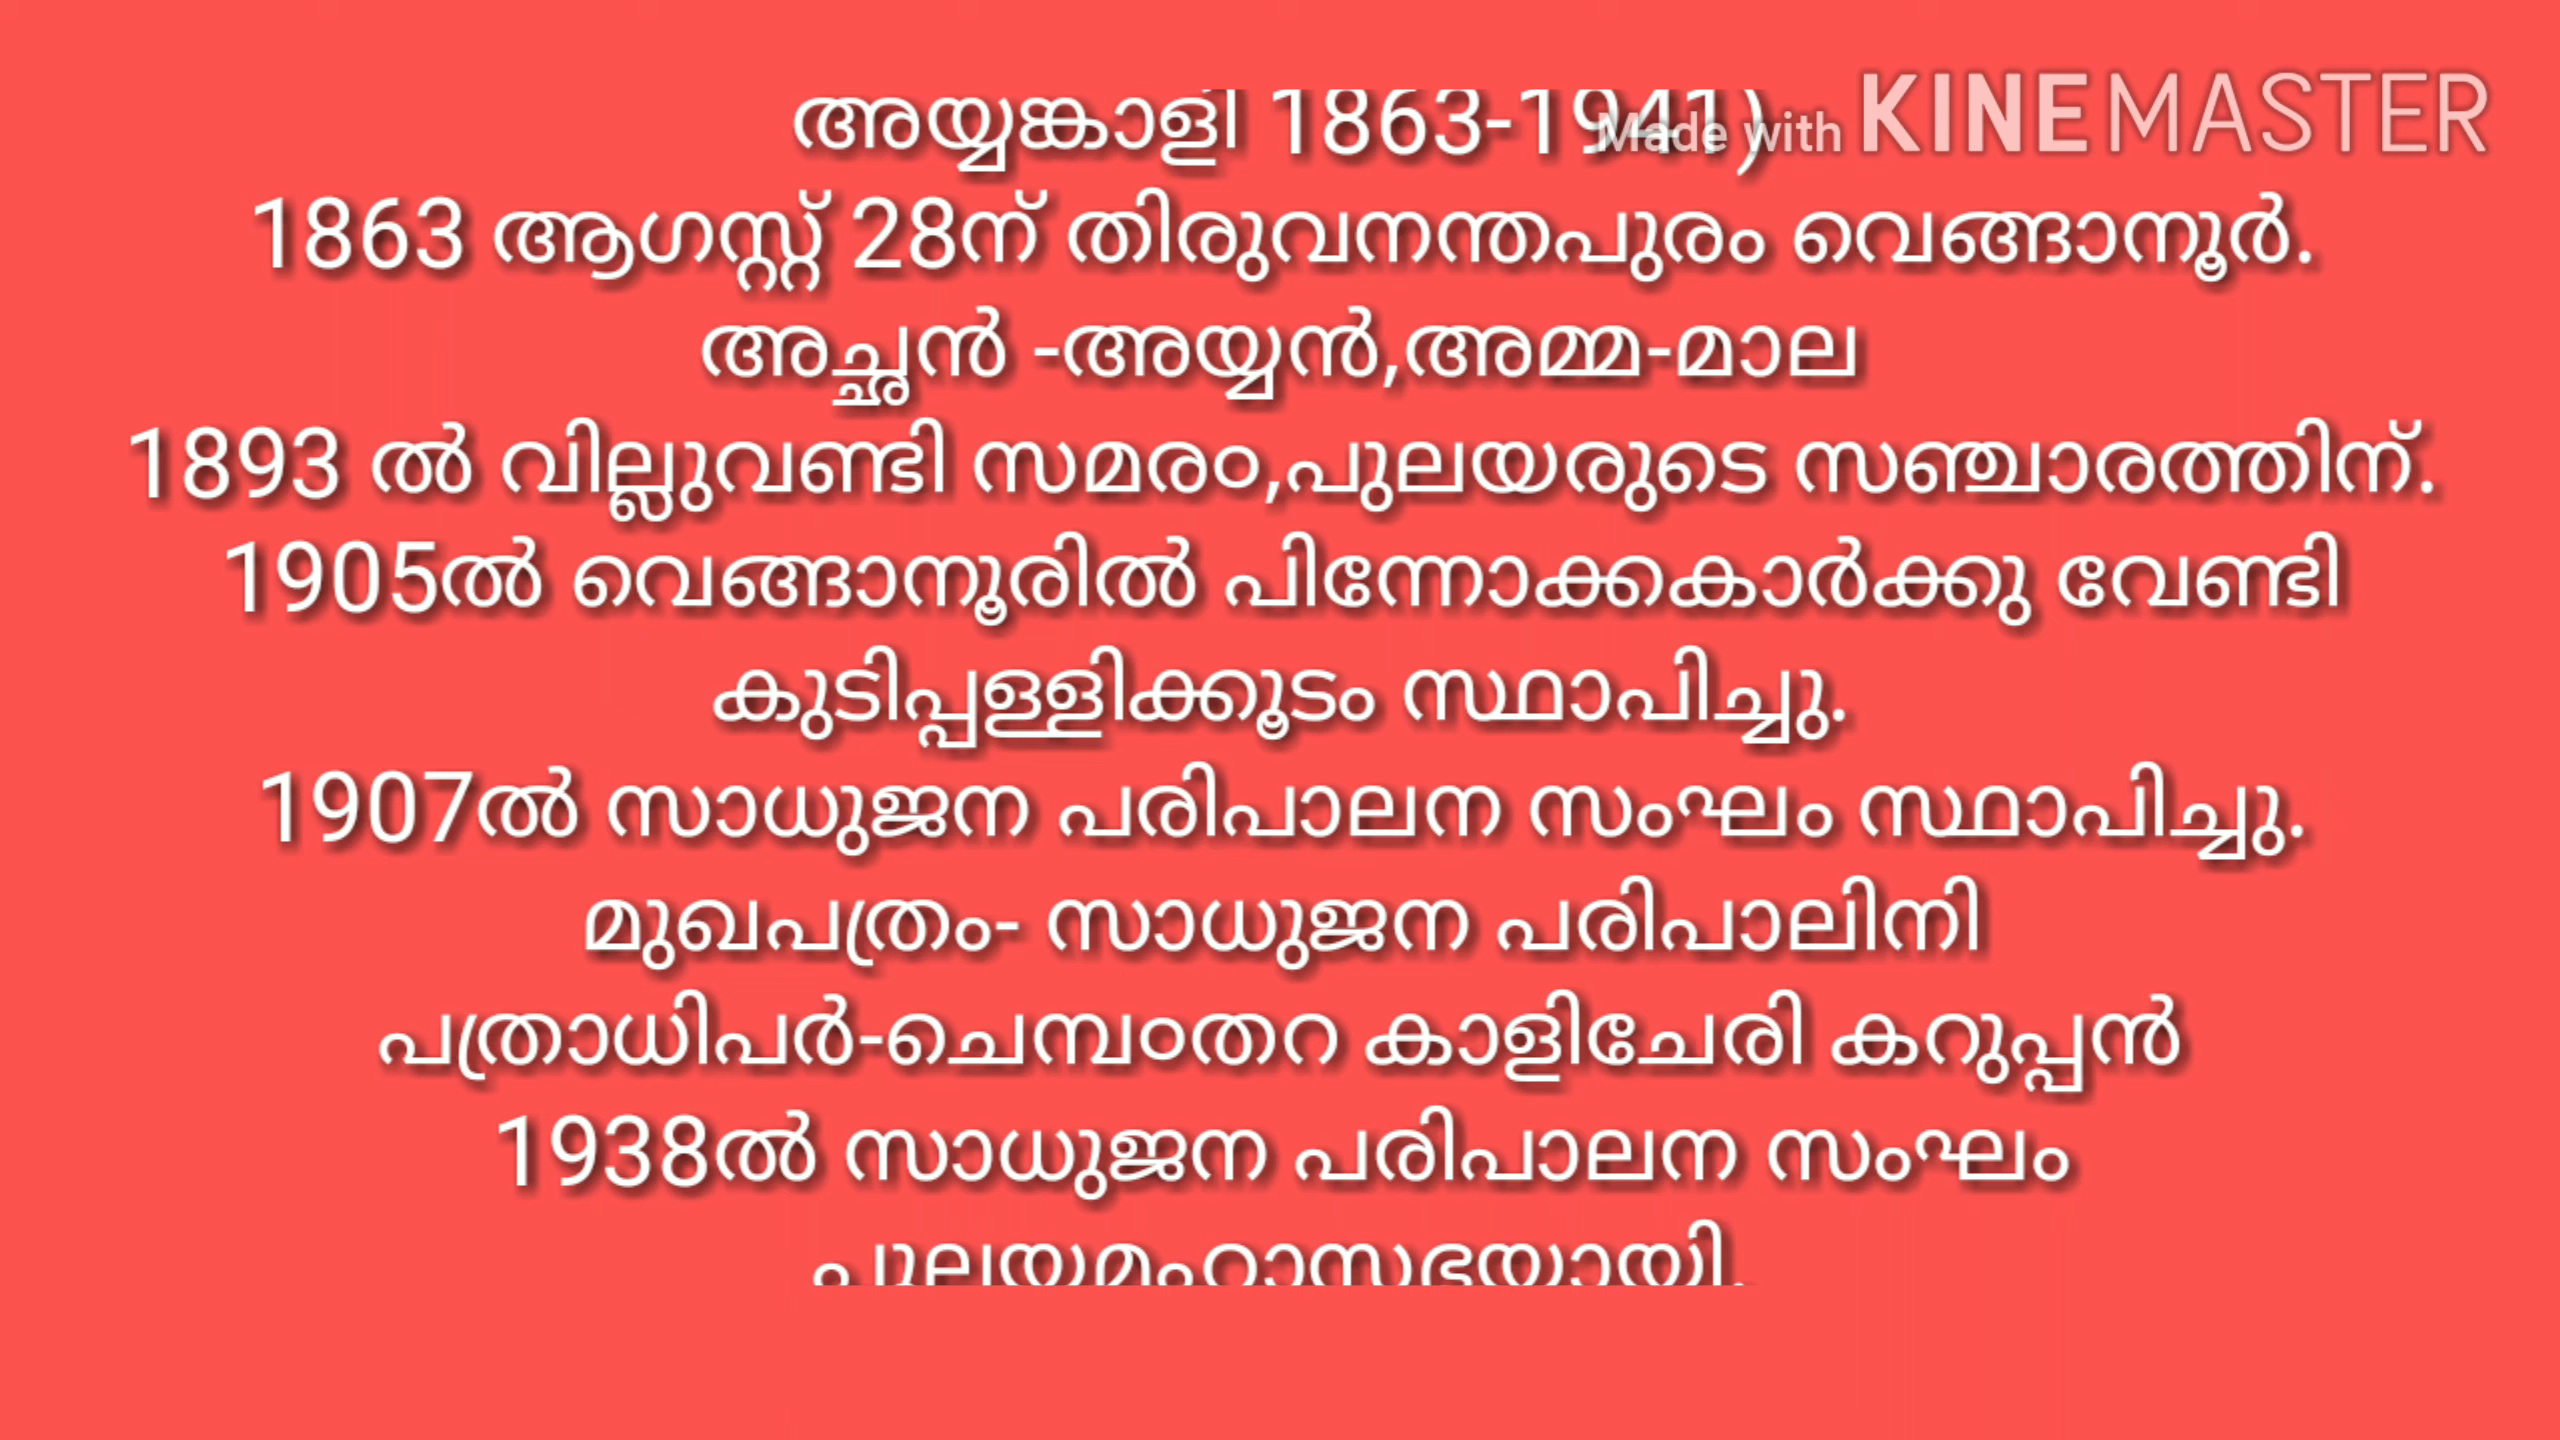 അയ്യങ്കാളി 1863-1941)
Made with KINEMASTER
1863 ആഗസ്റ്റ് 28ന് തിരുവനന്തപുരം വെങ്ങാനൂർ.
അച്ഛൻ -അയ്യൻ,അമ്മ-മാല
1893 ൽ വില്ലുവണ്ടി സമരം,പുലയരുടെ സഞ്ചാരത്തിന്.
1905ൽ വെങ്ങാനൂരിൽ പിന്നോക്കകാർക്കു വേണ്ടി
കുടിപ്പള്ളിക്കൂടം സ്ഥാപിച്ചു.
1907ൽ സാധുജന പരിപാലന സംഘം സ്ഥാപിച്ചു.
മുഖപത്രം- സാധുജന പരിപാലിനി
പത്രാധിപർ-ചെമ്പംതറ കാളിചേരി കറുപ്പൻ
1938ൽ സാധുജന പരിപാലന സംഘം
പുലയമഹാസഭയായി.